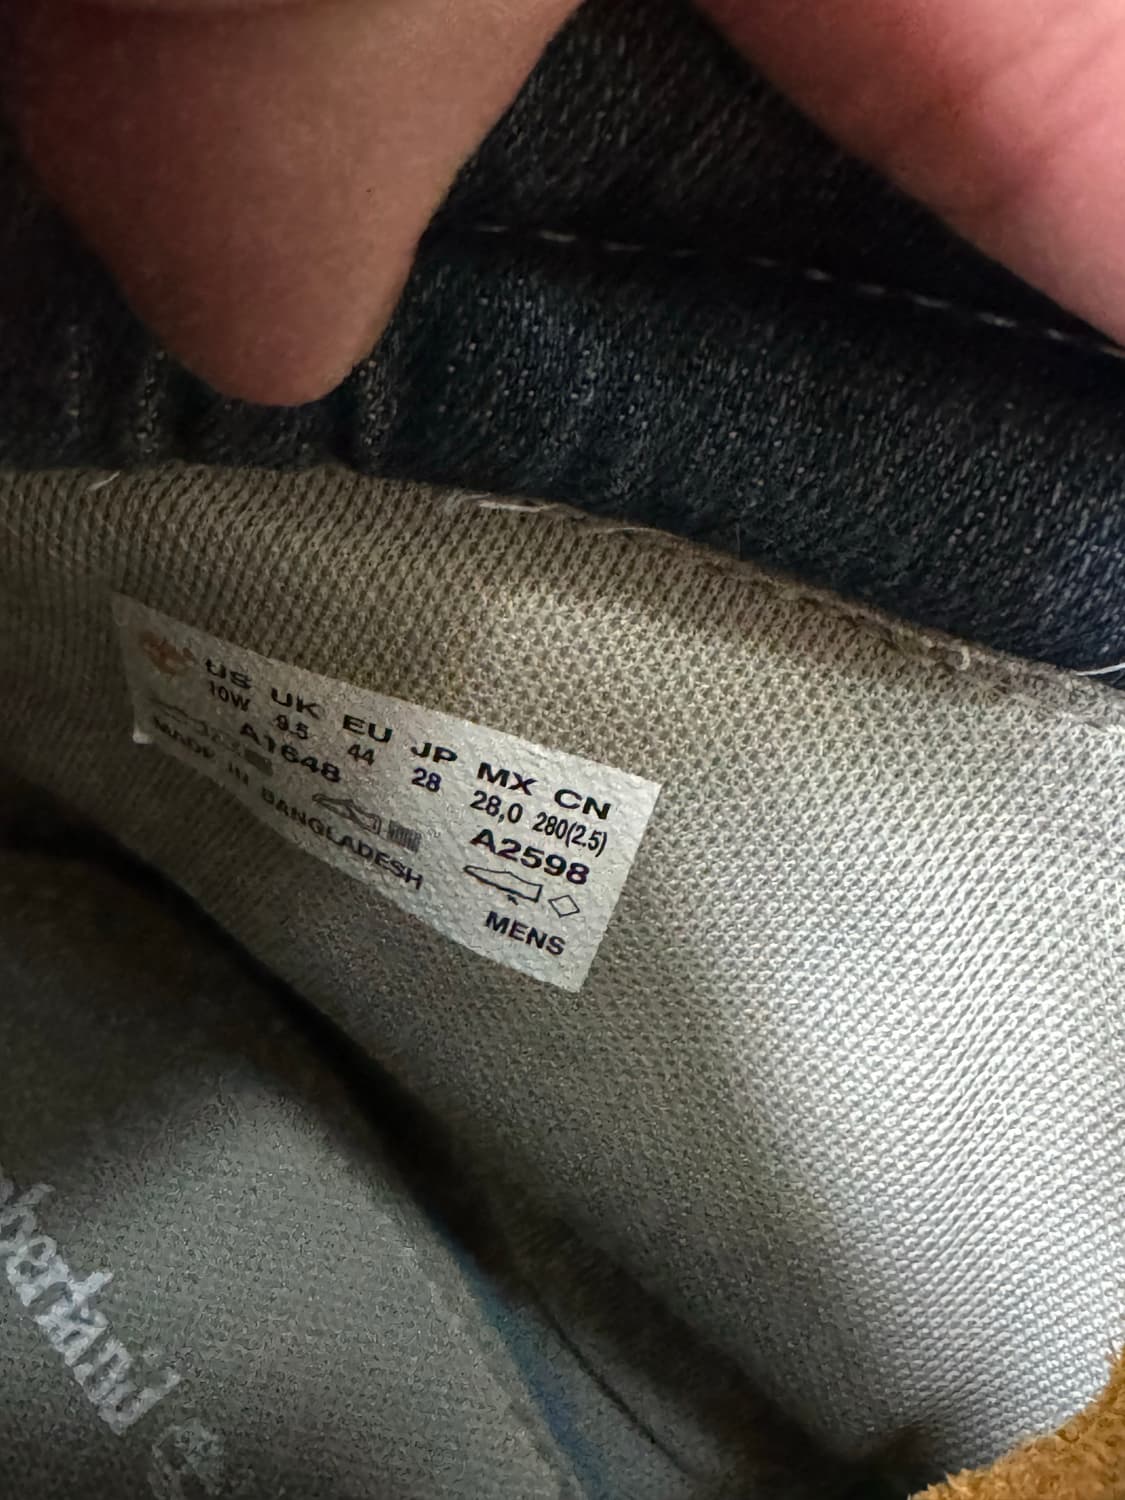 US UK EU JP MX CN
10W 9.5 44 28 28,0 280(2.5)
A1648 A2598
MADE IN BANGLADESH MENS